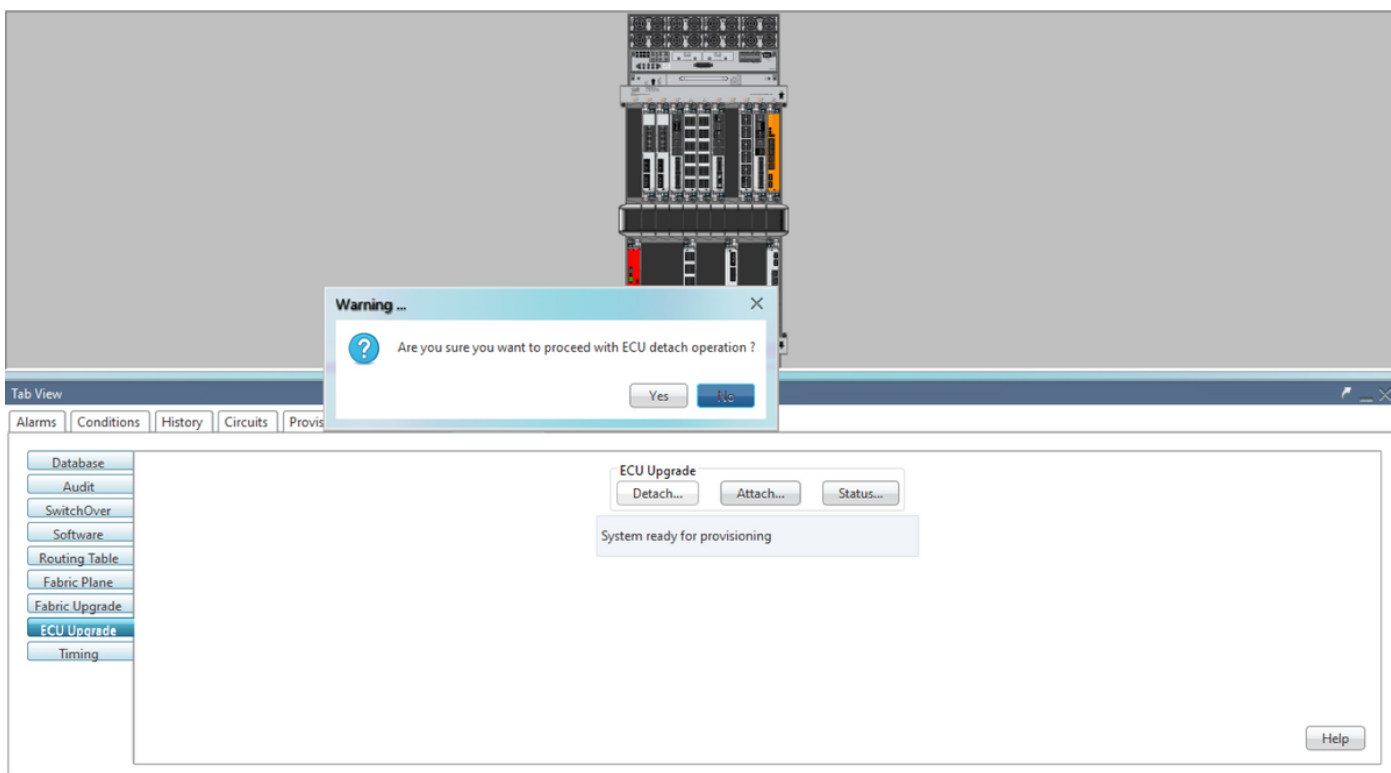 Warning ...
Are you sure you want to proceed with ECU detach operation ?
Yes No
Tab View
Alarms Conditions History Circuits Provis
Database
Audit
SwitchOver
Software
Routing Table
Fabric Plane
Fabric Upgrade
ECU Upgrade
Timing
ECU Upgrade
Detach... Attach... Status...
System ready for provisioning
Help